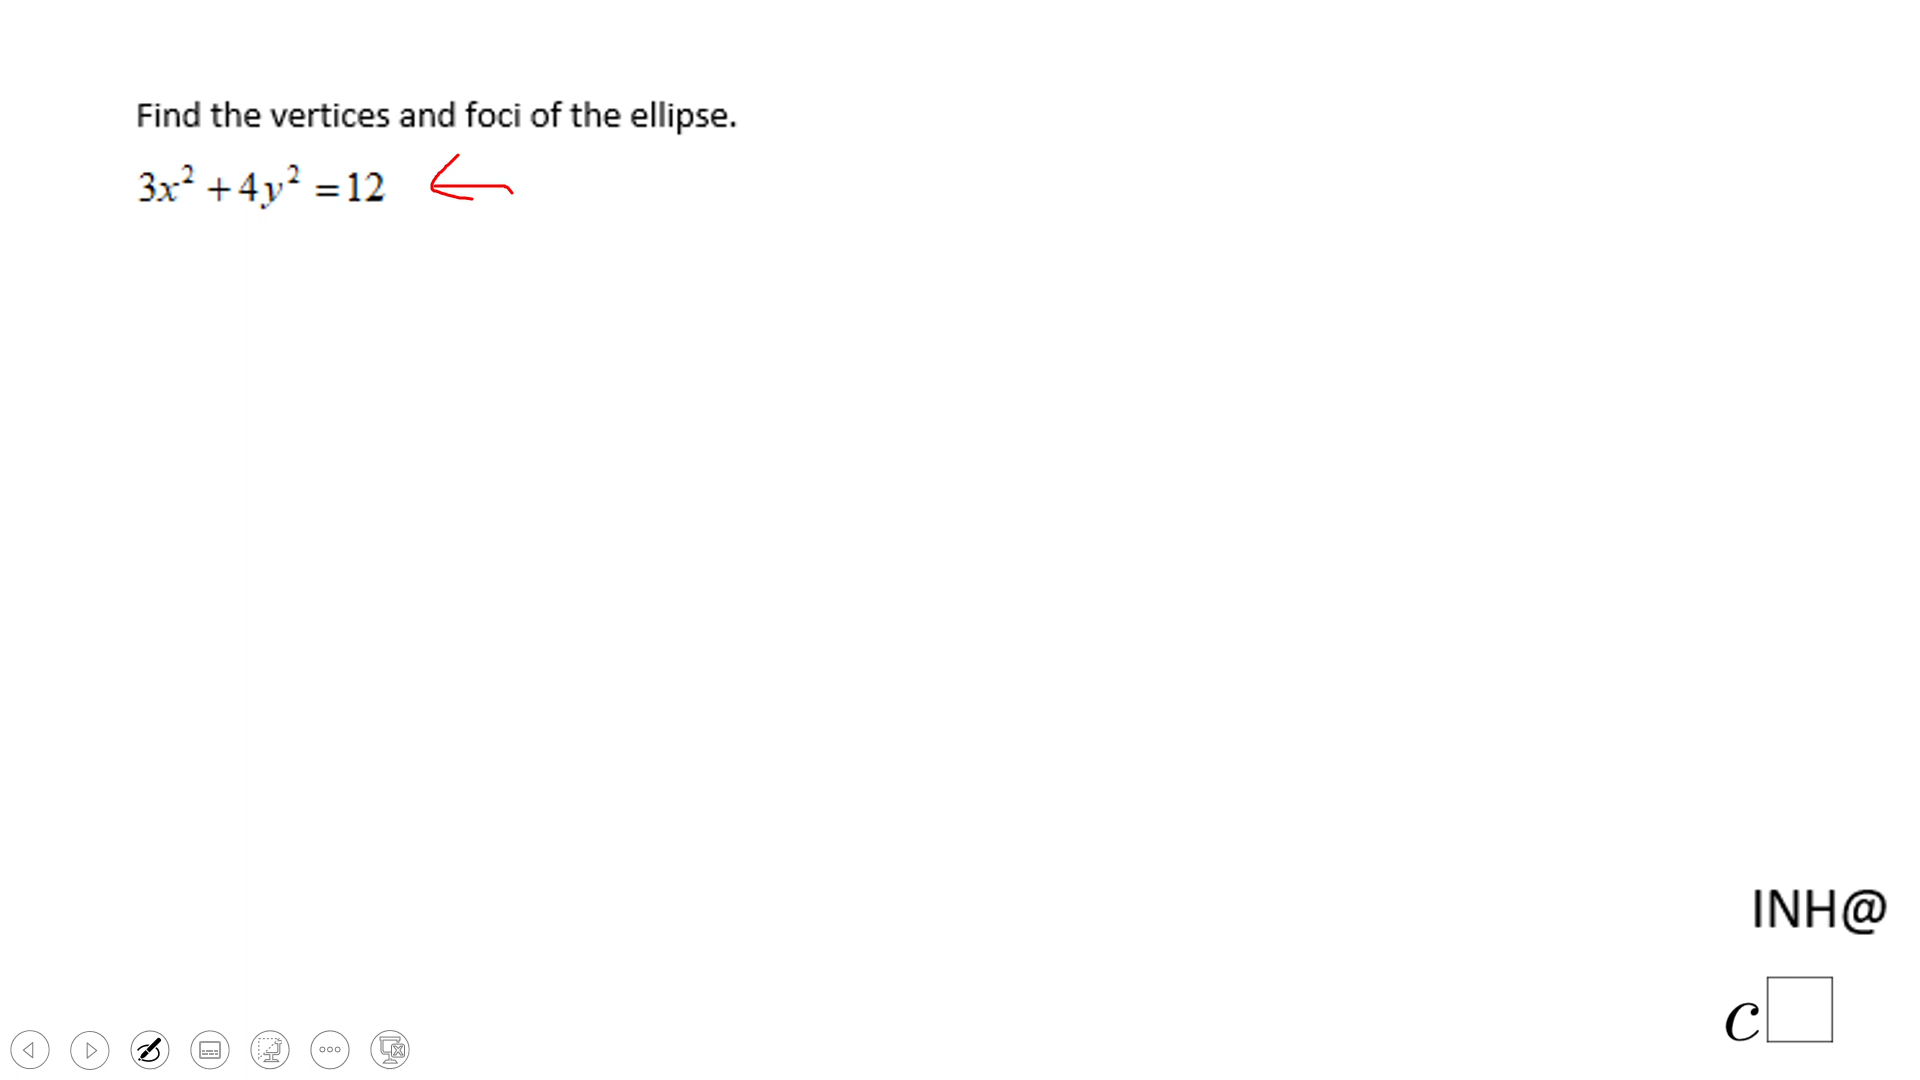 Find the vertices and foci of the ellipse.
3x² + 4y² = 12
INH@
c